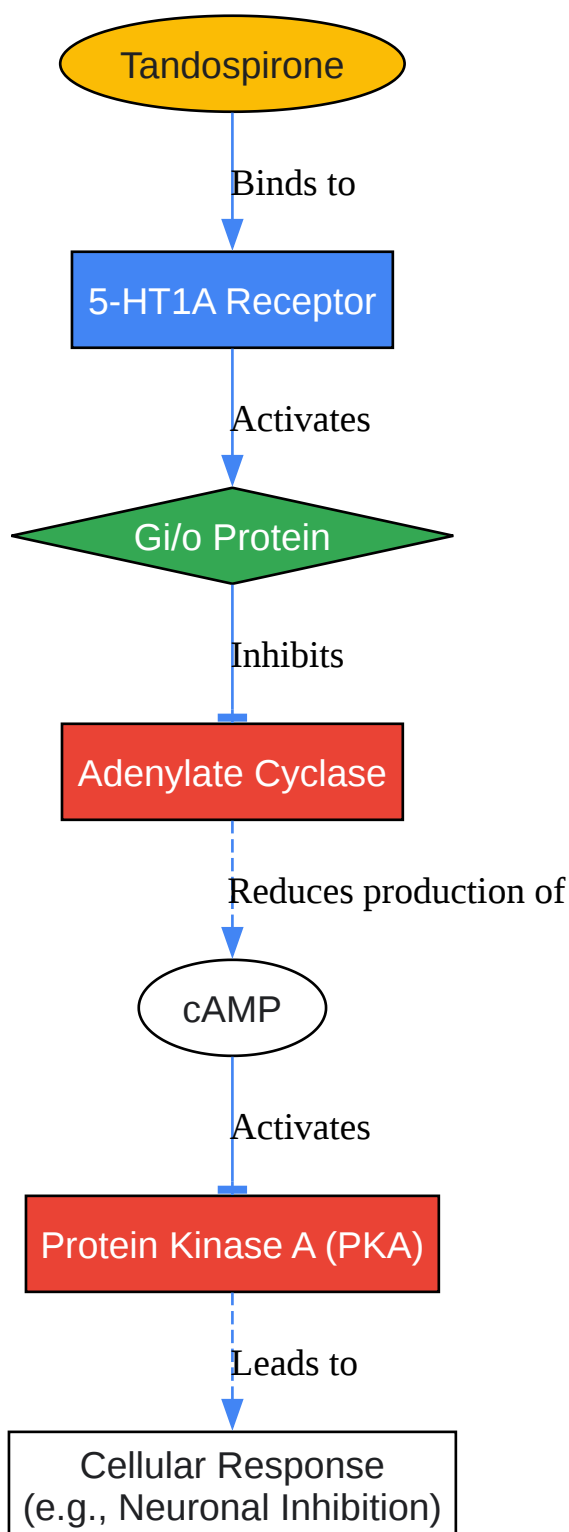 Tandospirone
Binds to
5-HT1A Receptor
Activates
Gi/o Protein
Inhibits
Adenylate Cyclase
Reduces production of
cAMP
Activates
Protein Kinase A (PKA)
Leads to
Cellular Response
(e.g., Neuronal Inhibition)